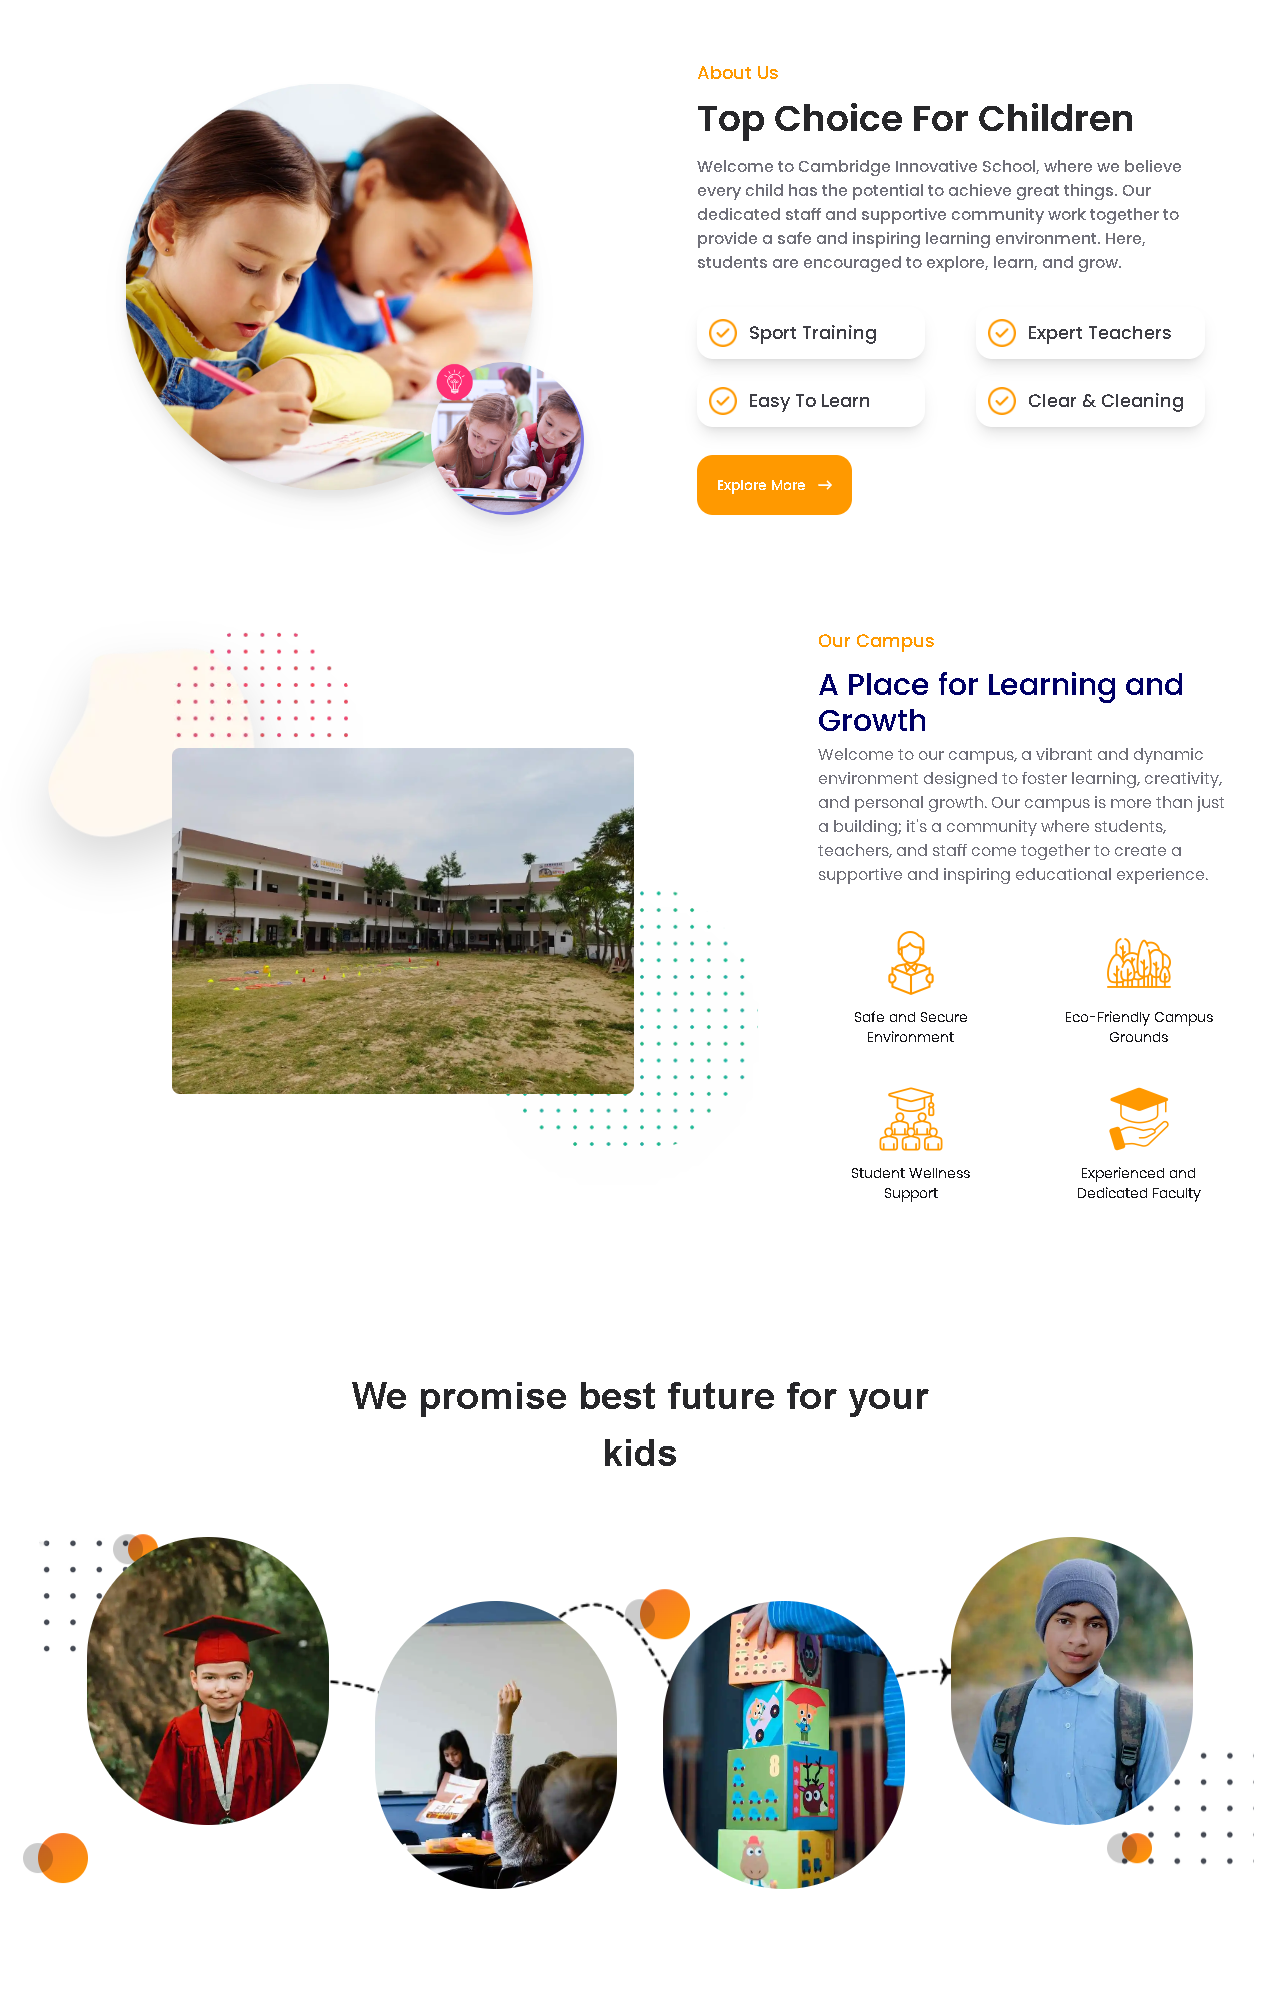 About Us
Top Choice For Children
Welcome to Cambridge Innovative School, where we believe
every child has the potential to achieve great things. Our
dedicated staff and supportive community work together to
provide a safe and inspiring learning environment. Here,
students are encouraged to explore, learn, and grow.
Sport Training
Expert Teachers
Easy To Learn
Clear & Cleaning
Explore More
Our Campus
A Place for Learning and
Growth
Welcome to our campus, a vibrant and dynamic
environment designed to foster learning, creativity,
and personal growth. Our campus is more than just
a building; it's a community where students,
teachers, and staff come together to create a
supportive and inspiring educational experience.
Safe and Secure
Environment
Eco-Friendly Campus
Grounds
Student Wellness
Support
Experienced and
Dedicated Faculty
We promise best future for your
kids
8
9